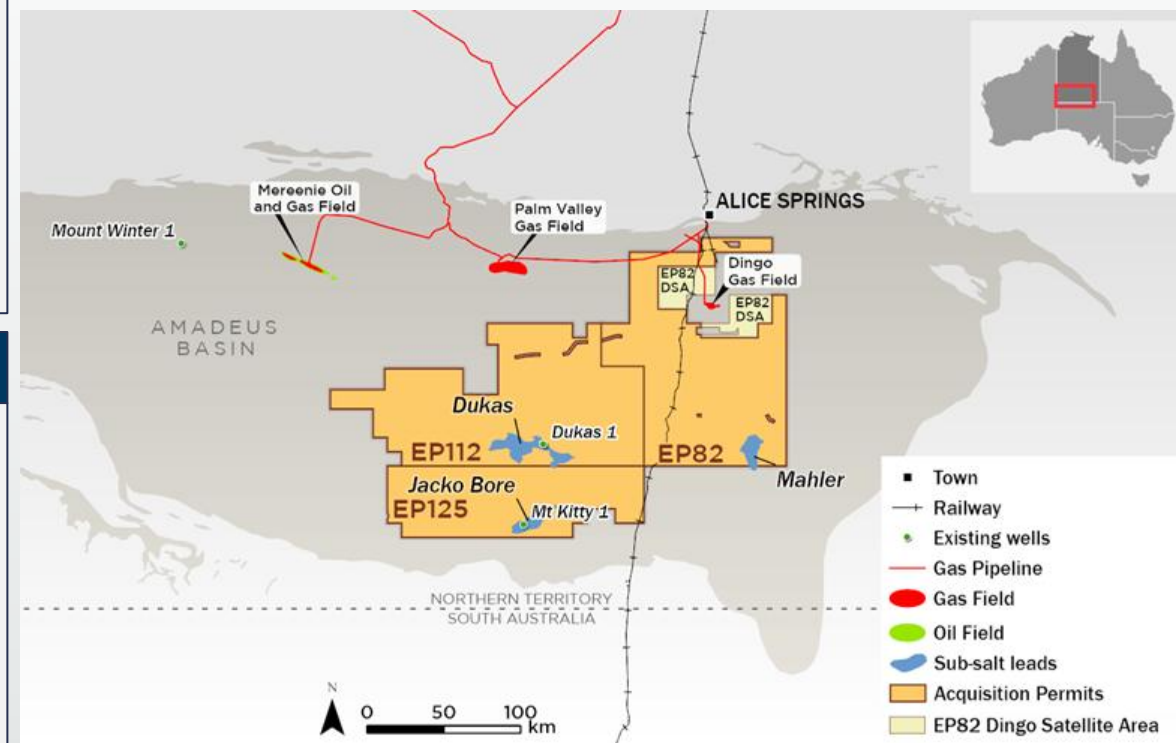 Mereenie Oil
and Gas Field
Mount Winter 1
Palm Valley
Gas Field
ALICE SPRINGS
Dingo
Gas Field
EP82
DSA
EP82
DSA
AMADEUS
BASIN
Dukas
Dukas 1
EP112
EP82
Mahler
Jacko Bore
EP125
Mt Kitty 1
NORTHERN TERRITORY
SOUTH AUSTRALIA
N
0 50 100
km
Town
Railway
Existing wells
Gas Pipeline
Gas Field
Oil Field
Sub-salt leads
Acquisition Permits
EP82 Dingo Satellite Area